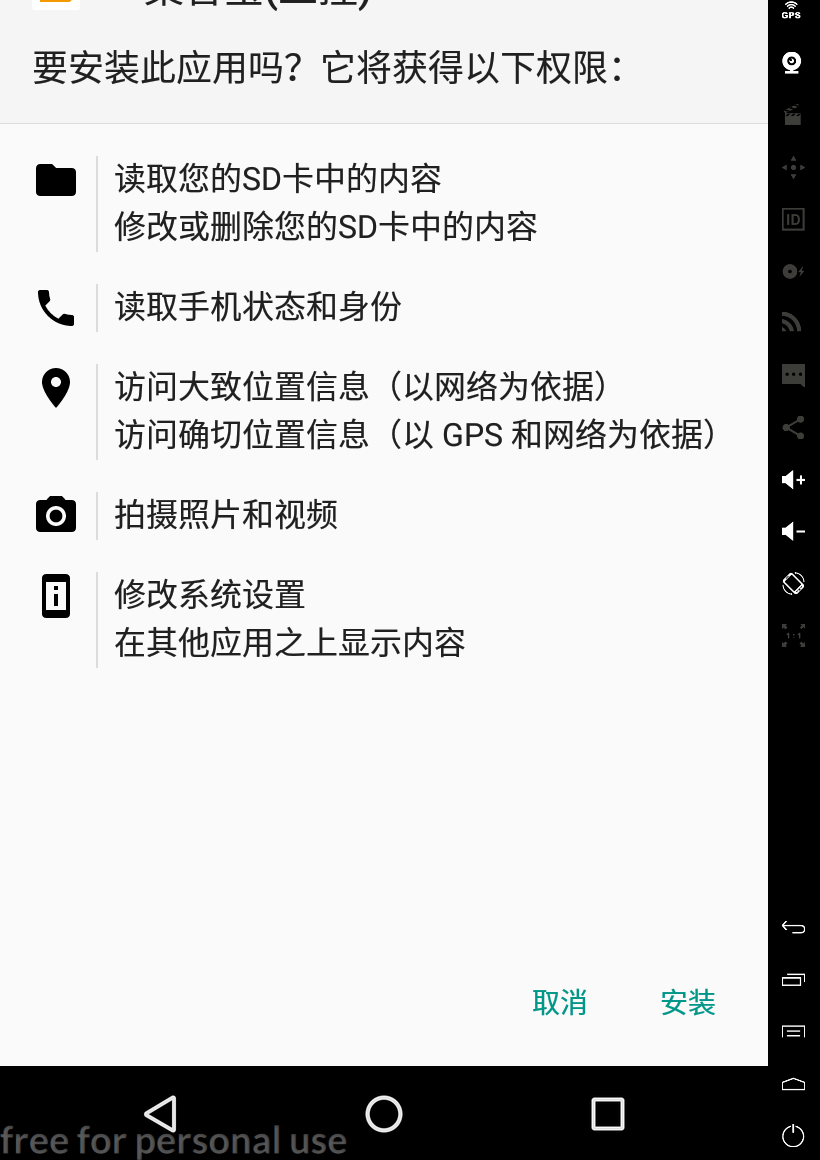 GPS
要安装此应用吗？它将获得以下权限：
读取您的SD卡中的内容
修改或删除您的SD卡中的内容
ID
读取手机状态和身份
访问大致位置信息（以网络为依据）
访问确切位置信息（以 GPS 和网络为依据）
拍摄照片和视频
修改系统设置
1:1
在其他应用之上显示内容
取消 安装
free for personal use